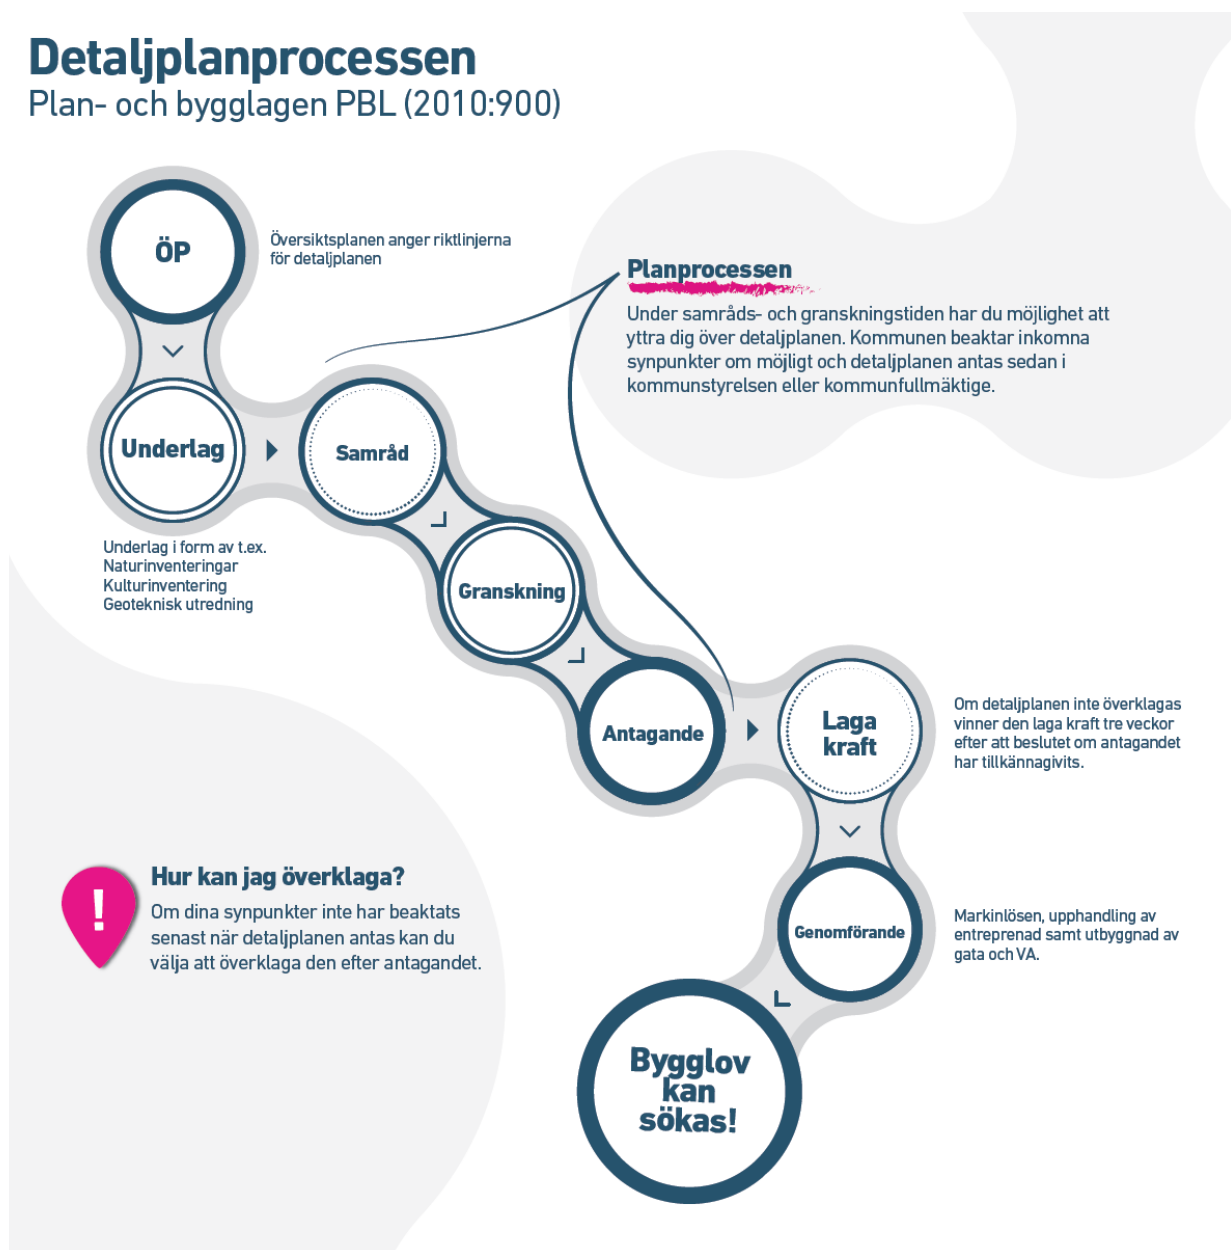 Detaljplanprocessen
Plan- och bygglagen PBL (2010:900)
ÖP
Översiktsplanen anger riktlinjerna
för detaljplanen
Planprocessen
Under samråds- och granskningstiden har du möjlighet att
yttra dig över detaljplanen. Kommunen beaktar inkomna
synpunkter om möjligt och detaljplanen antas sedan i
kommunstyrelsen eller kommunfullmäktige.
Underlag
Samråd
Underlag i form av t.ex.
Naturinventeringar
Kulturinventering
Geoteknisk utredning
Granskning
Antagande
Laga
kraft
Om detaljplanen inte överklagas
vinner den laga kraft tre veckor
efter att beslutet om antagandet
har tillkännagivits.
!
Hur kan jag överklaga?
Om dina synpunkter inte har beaktats
senast när detaljplanen antas kan du
välja att överklaga den efter antagandet.
Genomförande
Markinlösen, upphandling av
entreprenad samt utbyggnad av
gata och VA.
Bygglov
kan
sökas!